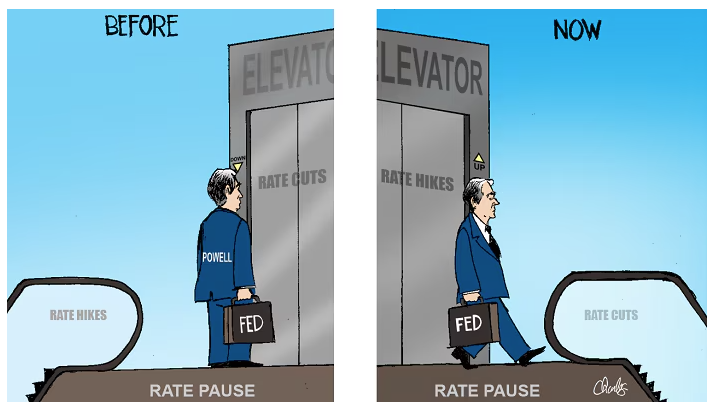 BEFORE
ELEVATO
DOWN
RATE CUTS
POWELL
FED
RATE HIKES
RATE PAUSE
NOW
LEVATOR
UP
RATE HIKES
FED
RATE CUTS
RATE PAUSE